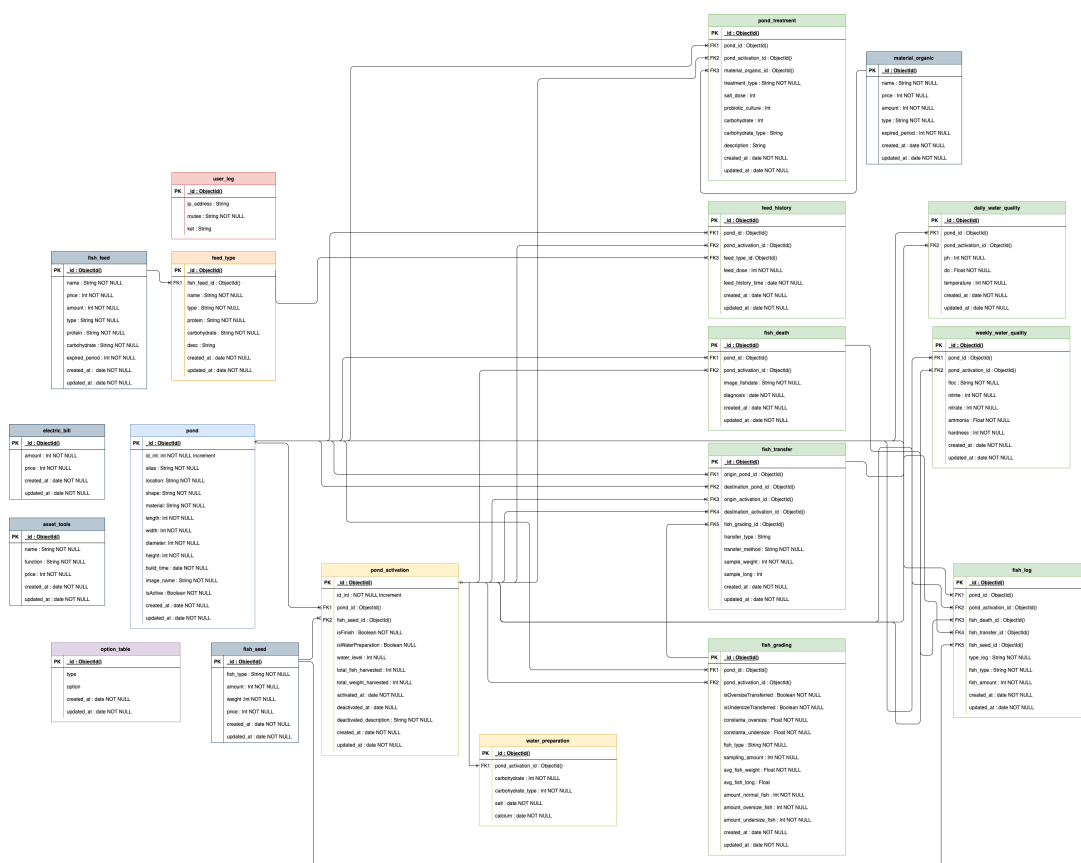 pond_treatment
PK _id : ObjectId()
FK1 pond_id : ObjectId()
FK2 pond_activation_id : ObjectId()
FK3 material_organic_id : ObjectId()
treatment_type : String NOT NULL
salt_dose : Int
probiotic_culture : Int
carbohydrate : Int
carbohydrate_type : String
description : String
created_at : date NOT NULL
updated_at : date NOT NULL
material_organic
PK _id : ObjectId()
name : String NOT NULL
price : Int NOT NULL
amount : Int NOT NULL
type : String NOT NULL
expired_period : Int NOT NULL
created_at : date NOT NULL
updated_at : date NOT NULL
user_log
PK _id : ObjectId()
ip_address : String
routes : String NOT NULL
ket : String
feed_history
PK _id : ObjectId()
FK1 pond_id : ObjectId()
FK2 pond_activation_id : ObjectId()
FK3 feed_type_id : ObjectId()
feed_dose : Int NOT NULL
feed_history_time : date NOT NULL
created_at : date NOT NULL
updated_at : date NOT NULL
daily_water_quality
PK _id : ObjectId()
FK1 pond_id : ObjectId()
FK2 pond_activation_id : ObjectId()
ph : Int NOT NULL
do : Float NOT NULL
temperature : Int NOT NULL
created_at : date NOT NULL
updated_at : date NOT NULL
fish_feed
PK _id : ObjectId()
name : String NOT NULL
price : Int NOT NULL
amount : Int NOT NULL
type : String NOT NULL
protein : String NOT NULL
carbohydrate : String NOT NULL
expired_period : Int NOT NULL
created_at : date NOT NULL
updated_at : date NOT NULL
feed_type
PK _id : ObjectId()
FK1 fish_feed_id : ObjectId()
name : String NOT NULL
type : String NOT NULL
protein : String NOT NULL
carbohydrate : String NOT NULL
desc : String
created_at : date NOT NULL
updated_at : date NOT NULL
fish_death
PK _id : ObjectId()
FK1 pond_id : ObjectId()
FK2 pond_activation_id : ObjectId()
image_fishdate : String NOT NULL
diagnosis : date NOT NULL
created_at : date NOT NULL
updated_at : date NOT NULL
weekly_water_quality
PK _id : ObjectId()
FK1 pond_id : ObjectId()
FK2 pond_activation_id : ObjectId()
floc : String NOT NULL
nitrite : Int NOT NULL
nitrate : Int NOT NULL
ammonia : Float NOT NULL
hardness : Int NOT NULL
created_at : date NOT NULL
updated_at : date NOT NULL
electric_bill
PK _id : ObjectId()
amount : Int NOT NULL
price : Int NOT NULL
created_at : date NOT NULL
updated_at : date NOT NULL
pond
PK _id : ObjectId()
id_int: int NOT NULL Increment
alias: String NOT NULL
location: String NOT NULL
shape: String NOT NULL
material: String NOT NULL
length: Int NOT NULL
width: Int NOT NULL
diameter: Int NOT NULL
height: Int NOT NULL
build_time : date NOT NULL
image_name : String NOT NULL
isActive : Boolean NOT NULL
created_at : date NOT NULL
updated_at : date NOT NULL
fish_transfer
PK _id : ObjectId()
FK1 origin_pond_id : ObjectId()
FK2 destination_pond_id : ObjectId()
FK3 origin_activation_id : ObjectId()
FK4 destination_activation_id : ObjectId()
FK5 fish_grading_id : ObjectId()
transfer_type : String
transfer_method : String NOT NULL
sample_weight : Int NOT NULL
sample_long : Int
created_at : date NOT NULL
updated_at : date NOT NULL
asset_tools
PK _id : ObjectId()
name : String NOT NULL
function : String NOT NULL
price : Int NOT NULL
created_at : date NOT NULL
updated_at : date NOT NULL
pond_activation
PK _id : ObjectId()
id_int : NOT NULL Increment
FK1 pond_id : ObjectId()
FK2 fish_seed_id : ObjectId()
isFinish : Boolean NOT NULL
isWaterPreparation : Boolean NULL
water_level : Int NULL
total_fish_harvested : Int NULL
total_weight_harvested : Int NULL
activated_at : date NOT NULL
deactivated_at : date NULL
deactivated_description : String NOT NULL
created_at : date NOT NULL
updated_at : date NOT NULL
fish_log
PK _id : ObjectId()
FK1 pond_id : ObjectId()
FK2 pond_activation_id : ObjectId()
FK3 fish_death_id : ObjectId()
FK4 fish_transfer_id : ObjectId()
FK5 fish_seed_id : ObjectId()
type_log : String NOT NULL
fish_type : String NOT NULL
fish_amount : Int NOT NULL
created_at : date NOT NULL
updated_at : date NOT NULL
option_table
PK _id : ObjectId()
type
option
created_at : date NOT NULL
updated_at : date NOT NULL
fish_seed
PK _id : ObjectId()
fish_type : String NOT NULL
amount : Int NOT NULL
weight :Int NOT NULL
price : Int NOT NULL
created_at : date NOT NULL
updated_at : date NOT NULL
fish_grading
PK _id : ObjectId()
FK1 pond_id : ObjectId()
FK2 pond_activation_id : ObjectId()
isOversizeTransferred : Boolean NOT NULL
isUndersizeTransferred : Boolean NOT NULL
constanta_oversize : Float NOT NULL
constanta_undersize : Float NOT NULL
fish_type : String NOT NULL
sampling_amount : Int NOT NULL
avg_fish_weight : Float NOT NULL
avg_fish_long : Float
amount_normal_fish : Int NOT NULL
amount_oversize_fish : Int NOT NULL
amount_undersize_fish : Int NOT NULL
created_at : date NOT NULL
updated_at : date NOT NULL
water_preparation
PK _id : ObjectId()
FK1 pond_activation_id : ObjectId()
carbohydrate : Int NOT NULL
carbohydrate_type : Int NOT NULL
salt : date NOT NULL
calcium : date NOT NULL